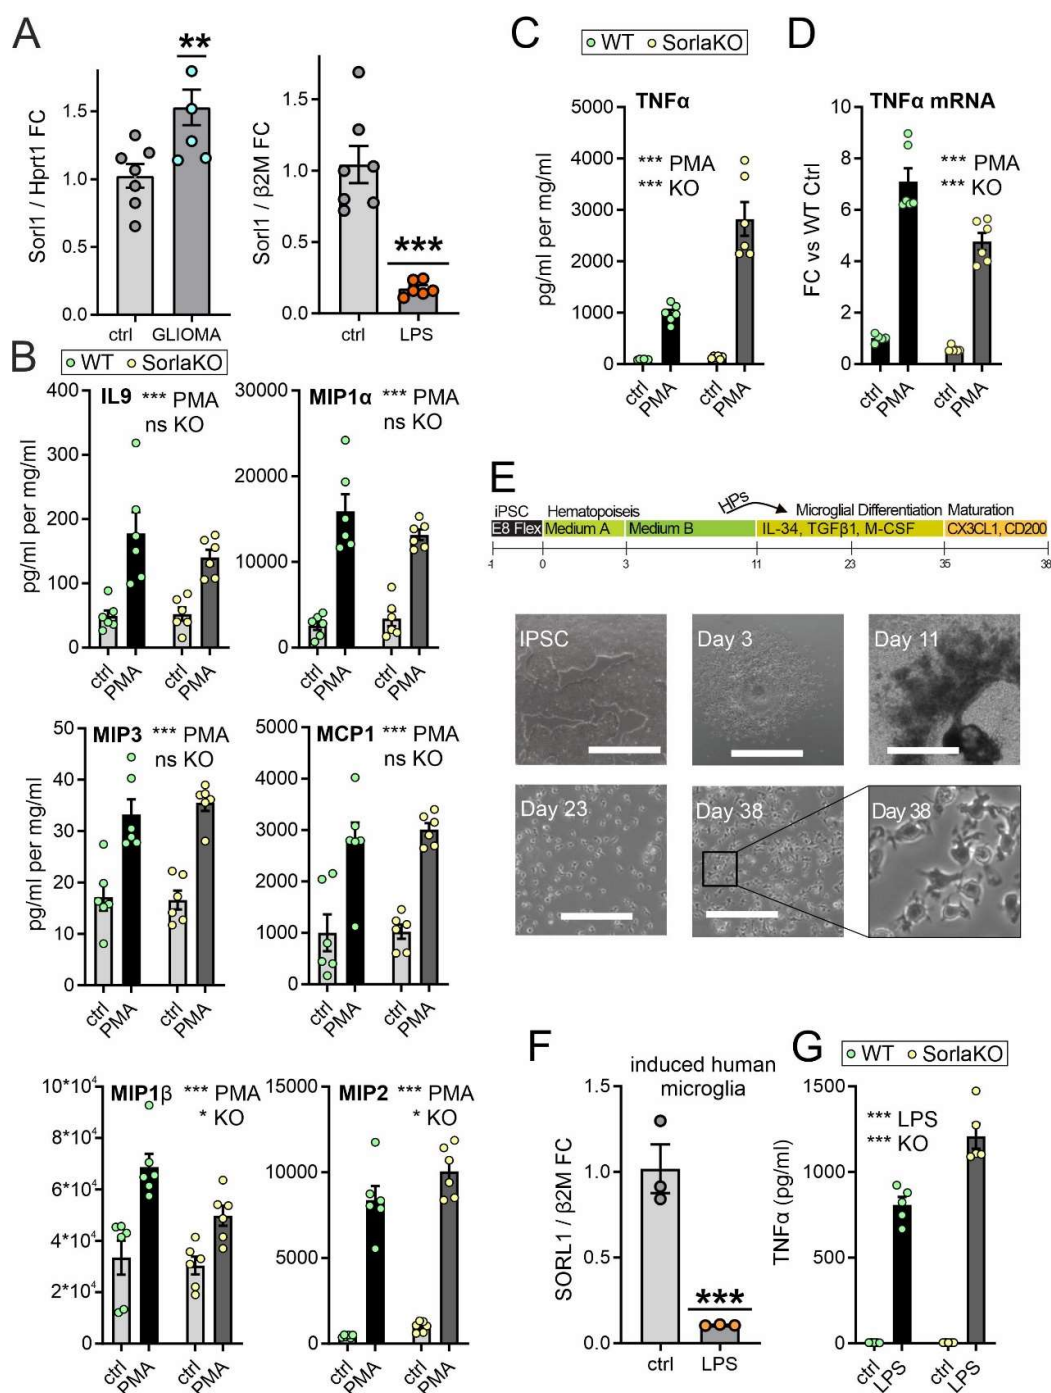 A
**
Sorl1 / Hprt1 FC
1.5
1.0
1.5
0.0
ctrl GLIOMA
Sorl1 / β2M FC
1.5
1.0
0.5
0.0
***
ctrl LPS
B
WT SorlaKO
pg/ml per mg/ml
IL9 *** PMA
ns KO
400
300
200
100
0
ctrl PMA ctrl PMA
MIP1α *** PMA
ns KO
30000
20000
10000
0
ctrl PMA ctrl PMA
pg/ml per mg/ml
MIP3 *** PMA
ns KO
50
40
30
20
10
0
ctrl PMA ctrl PMA
MCP1 *** PMA
ns KO
5000
4000
3000
2000
1000
0
ctrl PMA ctrl PMA
MIP1β *** PMA
* KO
10*10⁴
8*10⁴
6*10⁴
4*10⁴
2*10⁴
0
ctrl PMA ctrl PMA
MIP2 *** PMA
* KO
15000
10000
5000
0
ctrl PMA ctrl PMA
C
WT SorlaKO
TNFα
pg/ml per mg/ml
5000
4000
3000
2000
1000
0
*** PMA
*** KO
ctrl PMA ctrl PMA
D
TNFα mRNA
FC vs WT Ctrl
10
8
6
4
2
0
*** PMA
*** KO
ctrl PMA ctrl PMA
E
HPs
iPSC Hematopoiseis Microglial Differentiation Maturation
E8 Flex Medium A Medium B IL-34, TGFβ1, M-CSF CX3CL1, CD200
-1 0 3 11 23 35 38
IPSC
Day 3
Day 11
Day 23
Day 38
Day 38
F
induced human
microglia
SORL1 / β2M FC
1.5
1.0
0.5
0.0
***
ctrl LPS
G
WT SorlaKO
TNFα (pg/ml)
1500
1000
500
0
*** LPS
*** KO
ctrl LPS ctrl LPS